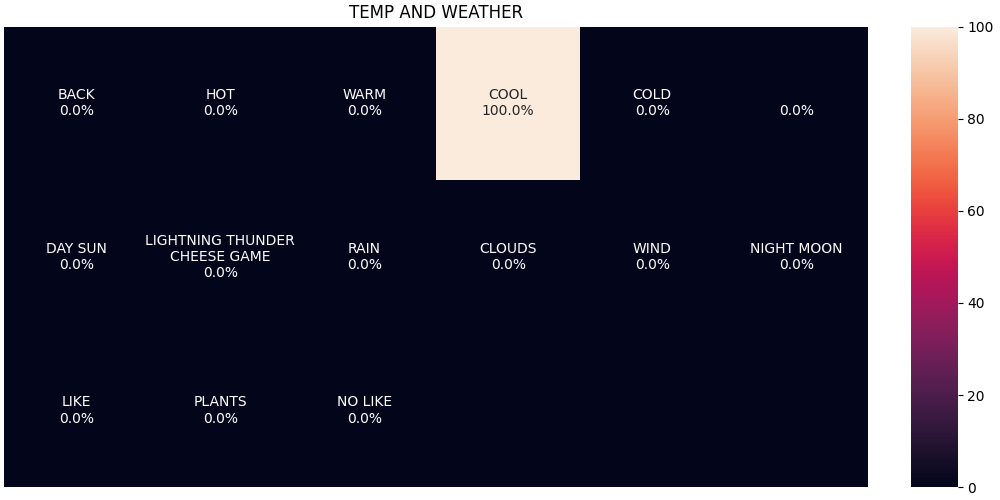 TEMP AND WEATHER
BACK
0.0%
HOT
0.0%
WARM
0.0%
COOL
100.0%
COLD
0.0%
0.0%
DAY SUN
0.0%
LIGHTNING THUNDER
CHEESE GAME
0.0%
RAIN
0.0%
CLOUDS
0.0%
WIND
0.0%
NIGHT MOON
0.0%
LIKE
0.0%
PLANTS
0.0%
NO LIKE
0.0%
100
80
60
40
20
0